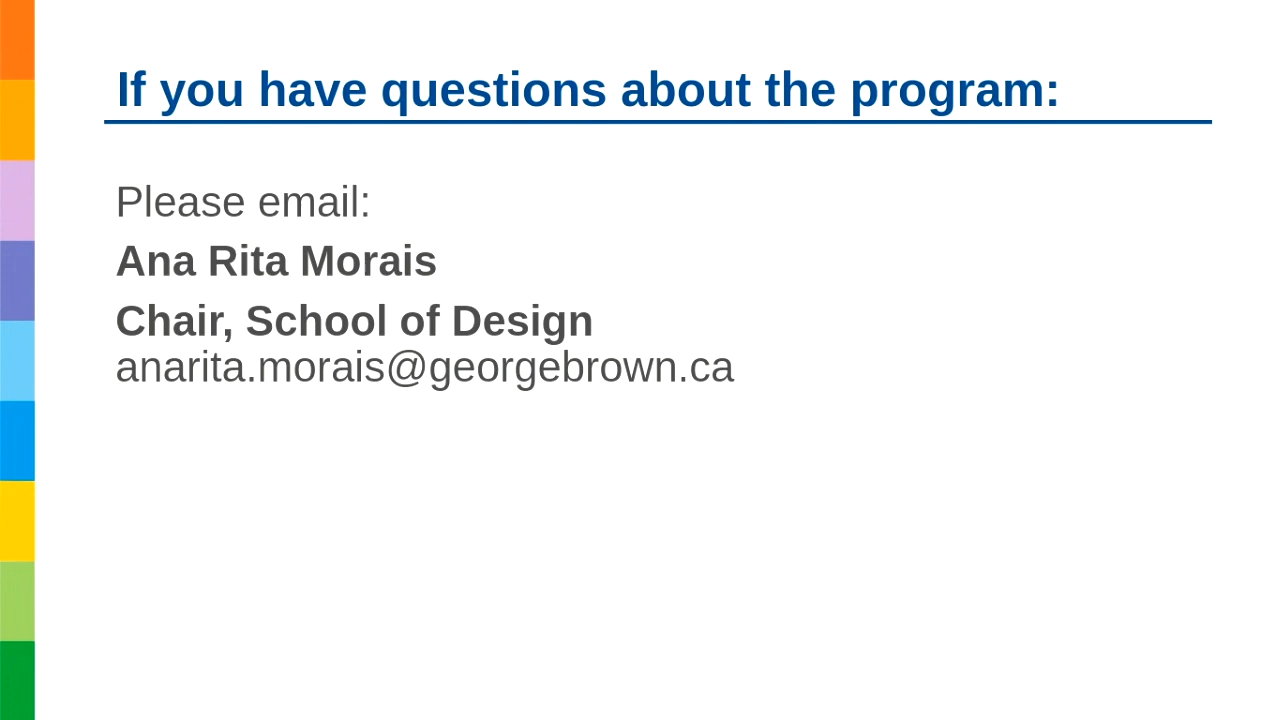 If you have questions about the program:
Please email:
Ana Rita Morais
Chair, School of Design
anarita.morais@georgebrown.ca